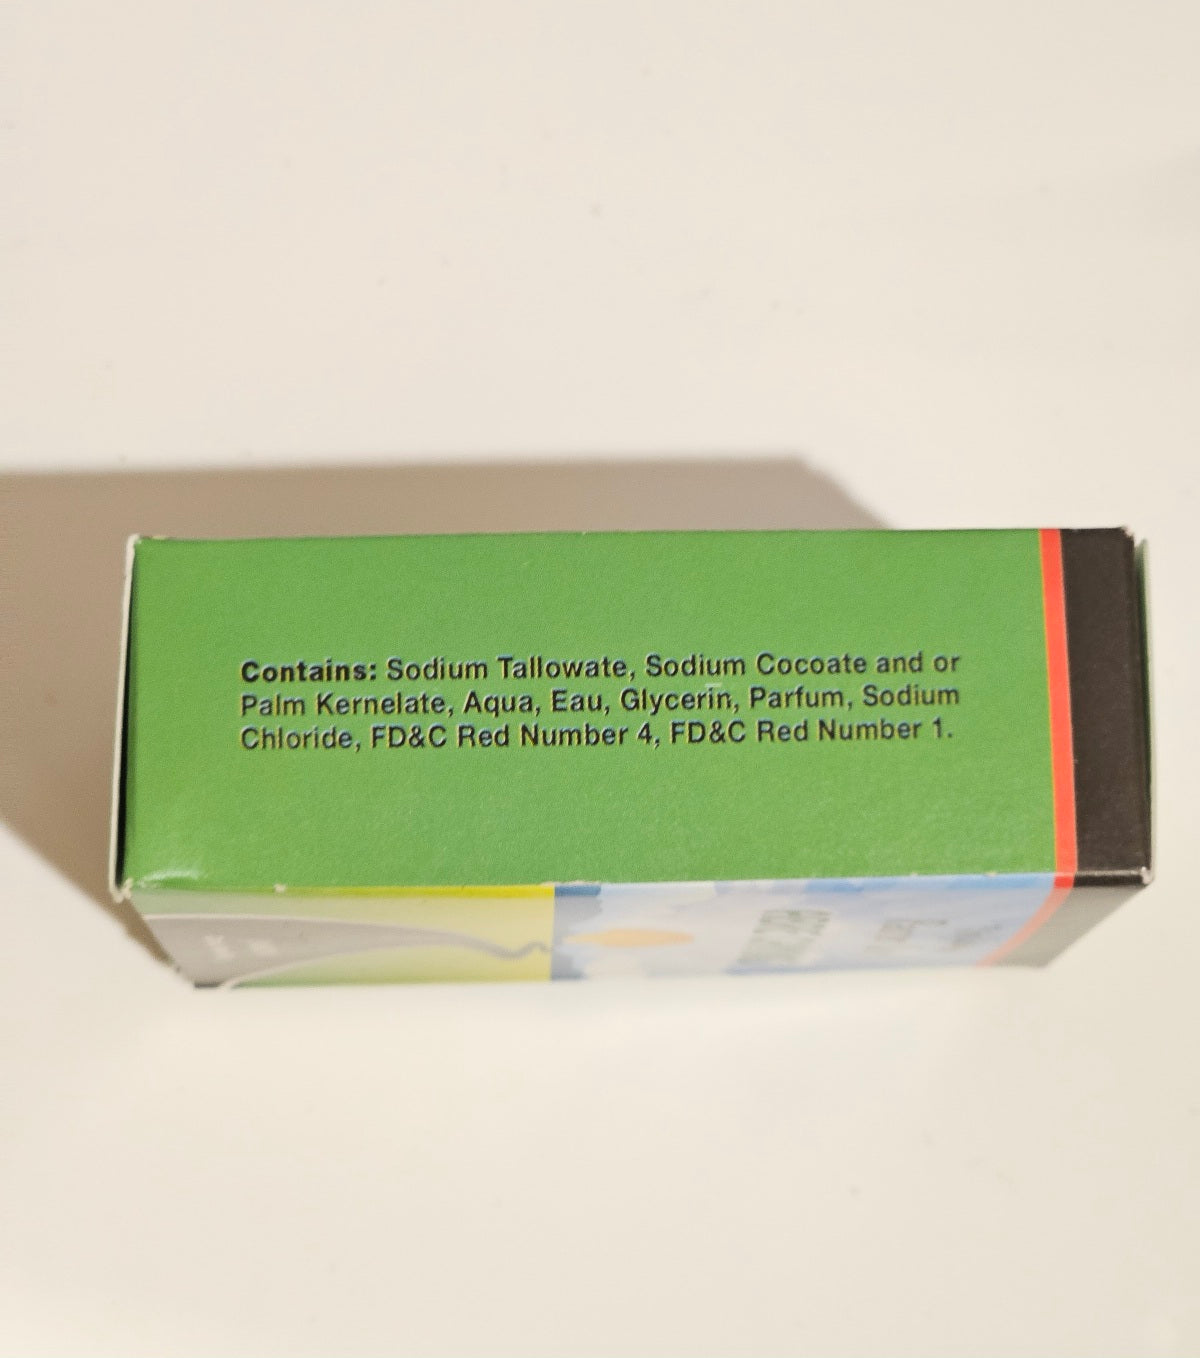 Contains: Sodium Tallowate, Sodium Cocoate and or
Palm Kernelate, Aqua, Eau, Glycerin, Parfum, Sodium
Chloride, FD&C Red Number 4, FD&C Red Number 1.